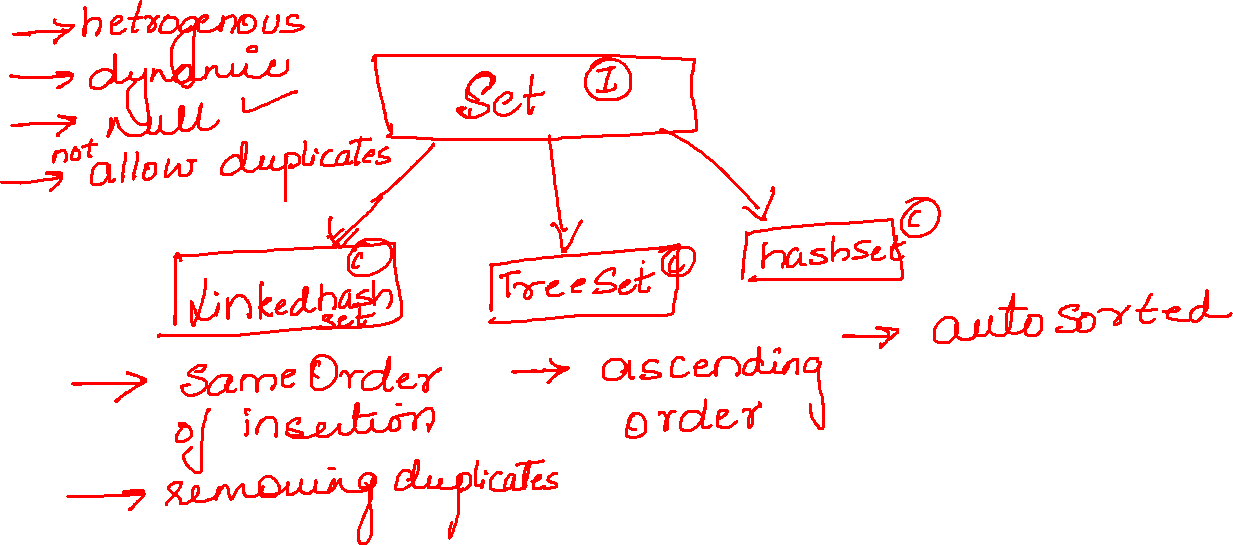 → hetrogenous
→ dynamic
→ Null ✓
→ not allow duplicates
Set I
Linkedhash set C
TreeSet C
hashset C
→ Same Order of insertion
→ removing duplicates
→ ascending order
→ auto sorted